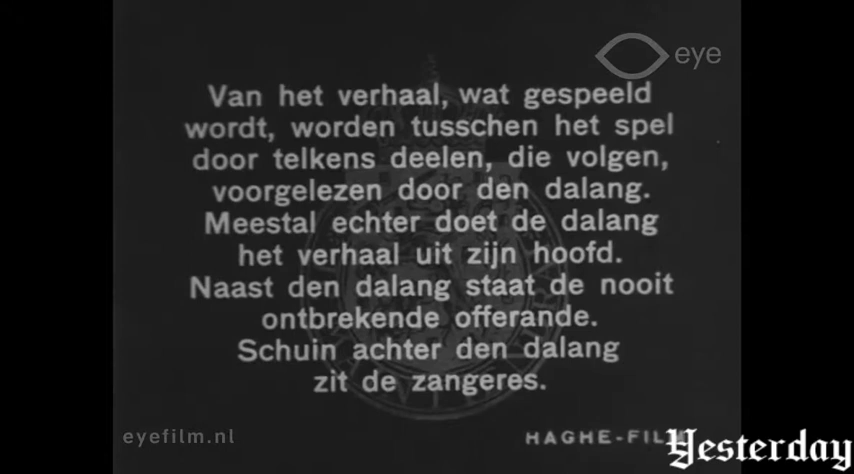 eye
Van het verhaal, wat gespeeld
wordt, worden tusschen het spel
door telkens deelen, die volgen,
voorgelezen door den dalang.
Meestal echter doet de dalang
het verhaal uit zijn hoofd.
Naast den dalang staat de nooit
ontbrekende offerande.
Schuin achter den dalang
zit de zangeres.
eyefilm.nl
HAGHE-FILM
Yesterday